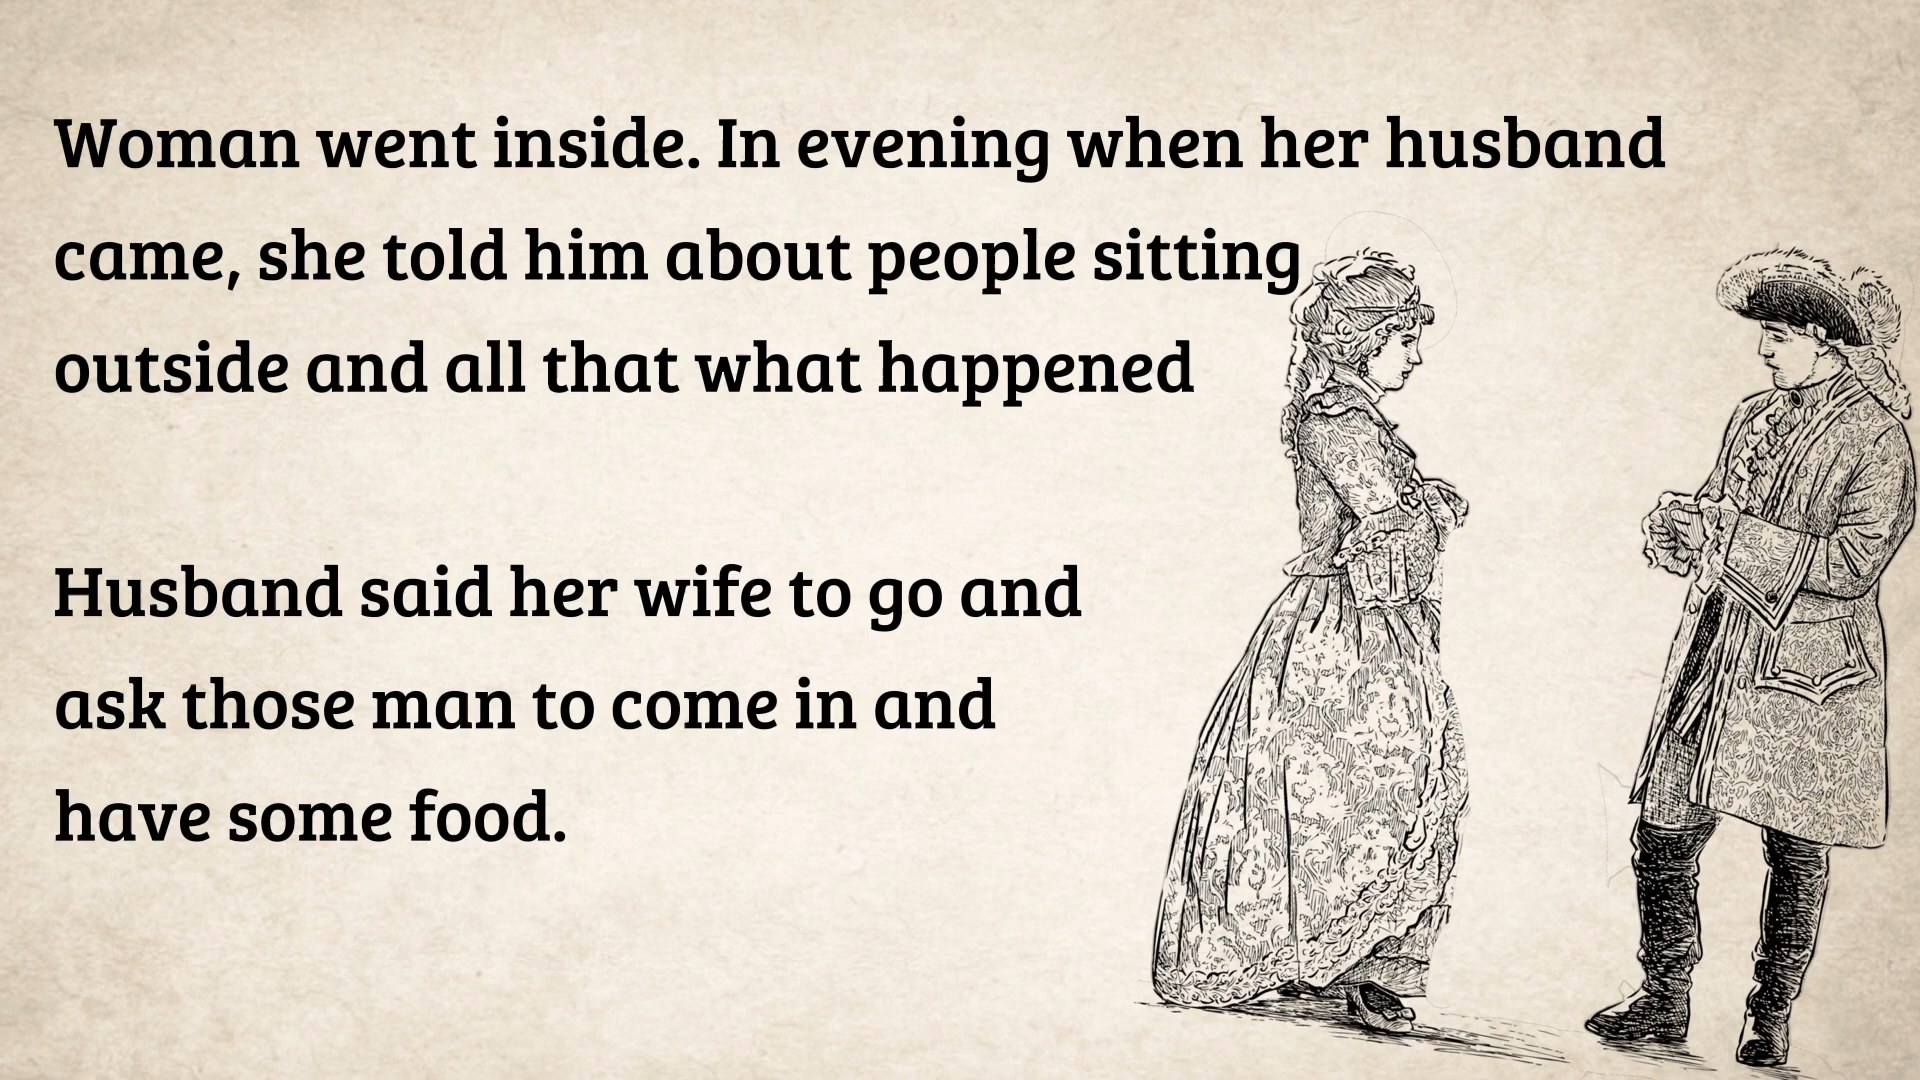 Woman went inside. In evening when her husband
came, she told him about people sitting
outside and all that what happened
Husband said her wife to go and
ask those man to come in and
have some food.